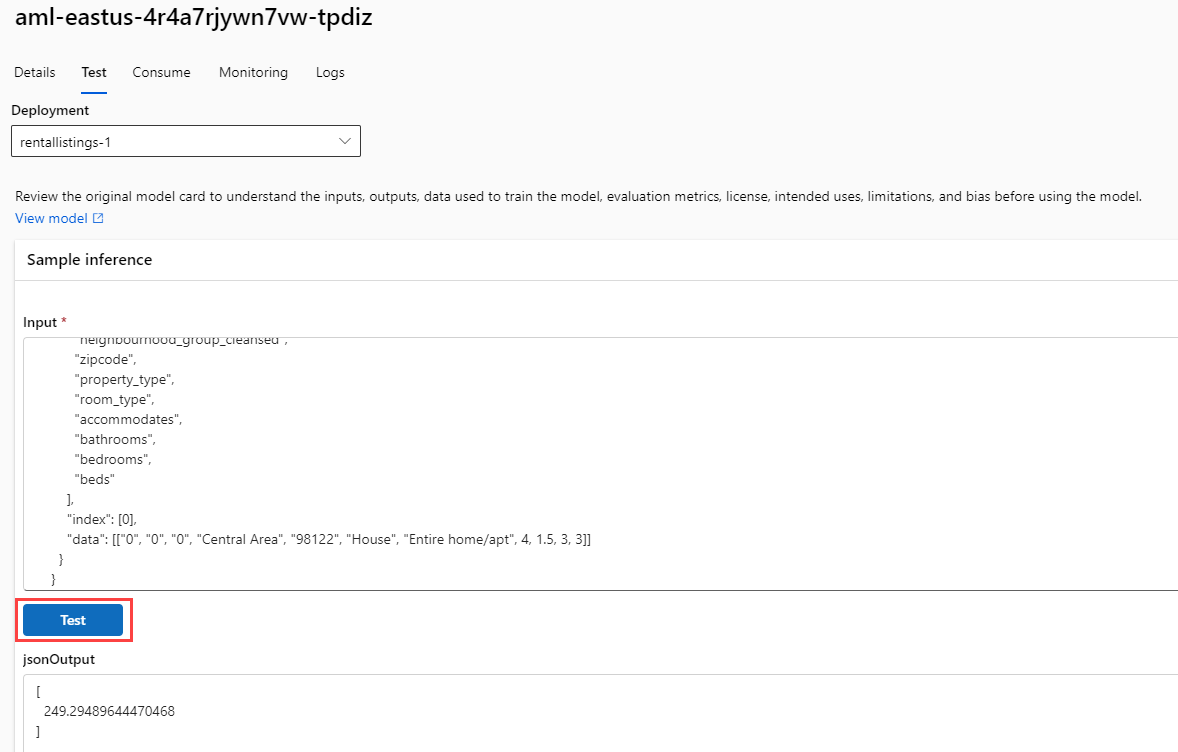 aml-eastus-4r4a7rjywn7vw-tpdiz
Details Test Consume Monitoring Logs
Deployment
rentallistings-1
Review the original model card to understand the inputs, outputs, data used to train the model, evaluation metrics, license, intended uses, limitations, and bias before using the model.
View model
Sample inference
Input *
"neighbourhood_group_cleansed",
"zipcode",
"property_type",
"room_type",
"accommodates",
"bathrooms",
"bedrooms",
"beds"
],
"index": [0],
"data": [["0", "0", "0", "Central Area", "98122", "House", "Entire home/apt", 4, 1.5, 3, 3]]
}
}
Test
jsonOutput
[
249.29489644470468
]